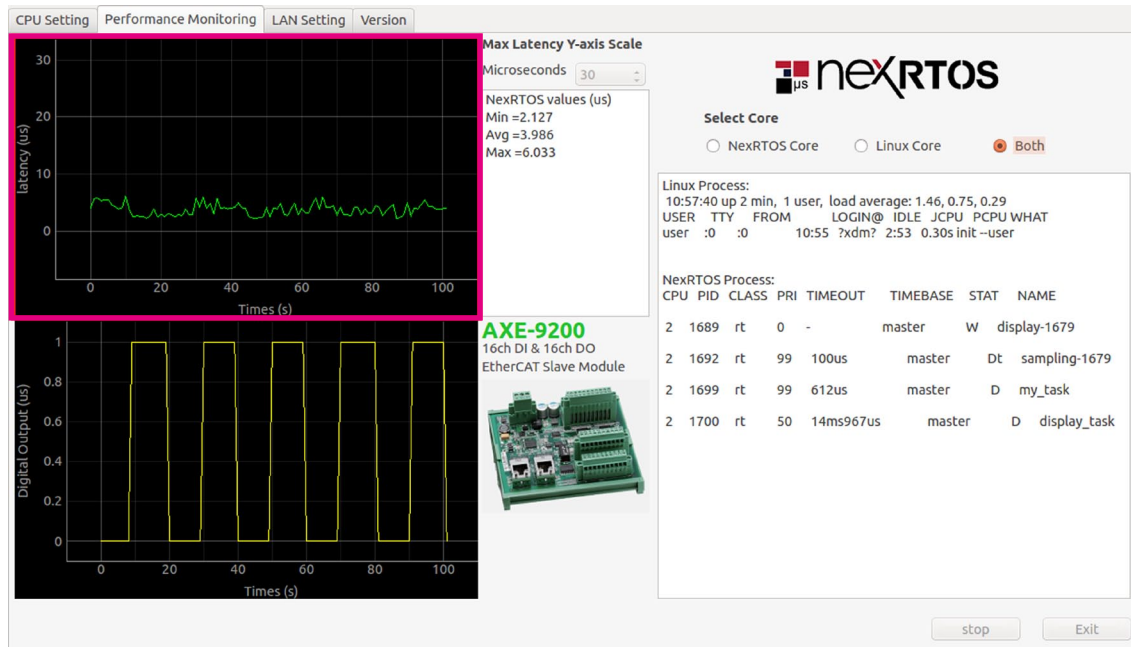 CPU Setting Performance Monitoring LAN Setting Version
30
20
10
0
latency (us)
0 20 40 60 80 100
Times (s)
1
0.8
0.6
0.4
0.2
0
Digital Output (us)
0 20 40 60 80 100
Times (s)
Max Latency Y-axis Scale
Microseconds 30
NexRTOS values (us)
Min =2.127
Avg =3.986
Max =6.033
AXE-9200
16ch DI & 16ch DO
EtherCAT Slave Module
μs nexRTOS
Select Core
NexRTOS Core Linux Core Both
Linux Process:
10:57:40 up 2 min, 1 user, load average: 1.46, 0.75, 0.29
USER TTY FROM LOGIN@ IDLE JCPU PCPU WHAT
user :0 :0 10:55 ?xdm? 2:53 0.30s init --user
NexRTOS Process:
CPU PID CLASS PRI TIMEOUT TIMEBASE STAT NAME
2 1689 rt 0 - master W display-1679
2 1692 rt 99 100us master Dt sampling-1679
2 1699 rt 99 612us master D my_task
2 1700 rt 50 14ms967us master D display_task
stop Exit